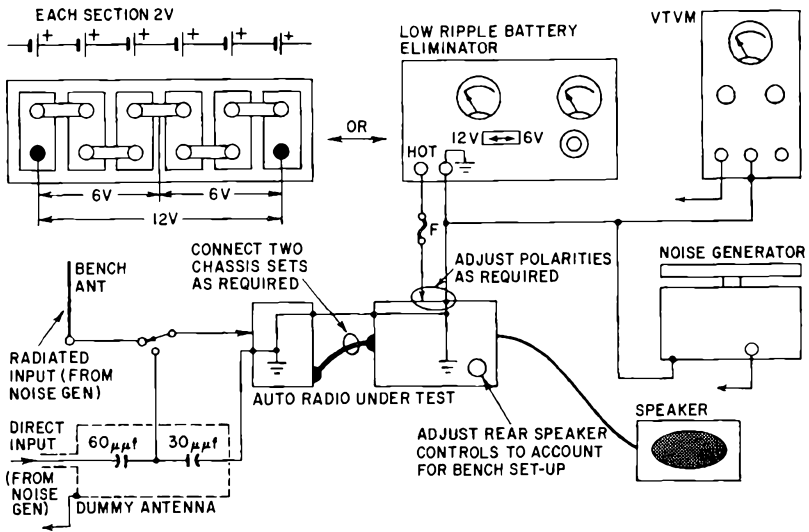 EACH SECTION 2V
+ + + + + +
6V 6V
12V
OR
LOW RIPPLE BATTERY
ELIMINATOR
12V 6V
HOT
F
VTVM
CONNECT TWO
CHASSIS SETS
AS REQUIRED
ADJUST POLARITIES
AS REQUIRED
NOISE GENERATOR
BENCH
ANT
RADIATED
INPUT (FROM
NOISE GEN)
DIRECT
INPUT
60μμf 30μμf
(FROM
NOISE
GEN)
DUMMY ANTENNA
AUTO RADIO UNDER TEST
ADJUST REAR SPEAKER
CONTROLS TO ACCOUNT
FOR BENCH SET-UP
SPEAKER